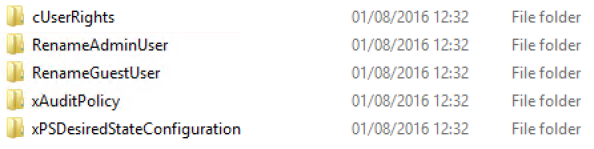 cUserRights 01/08/2016 12:32 File folder
RenameAdminUser 01/08/2016 12:32 File folder
RenameGuestUser 01/08/2016 12:32 File folder
xAuditPolicy 01/08/2016 12:32 File folder
xPSDesiredStateConfiguration 01/08/2016 12:32 File folder